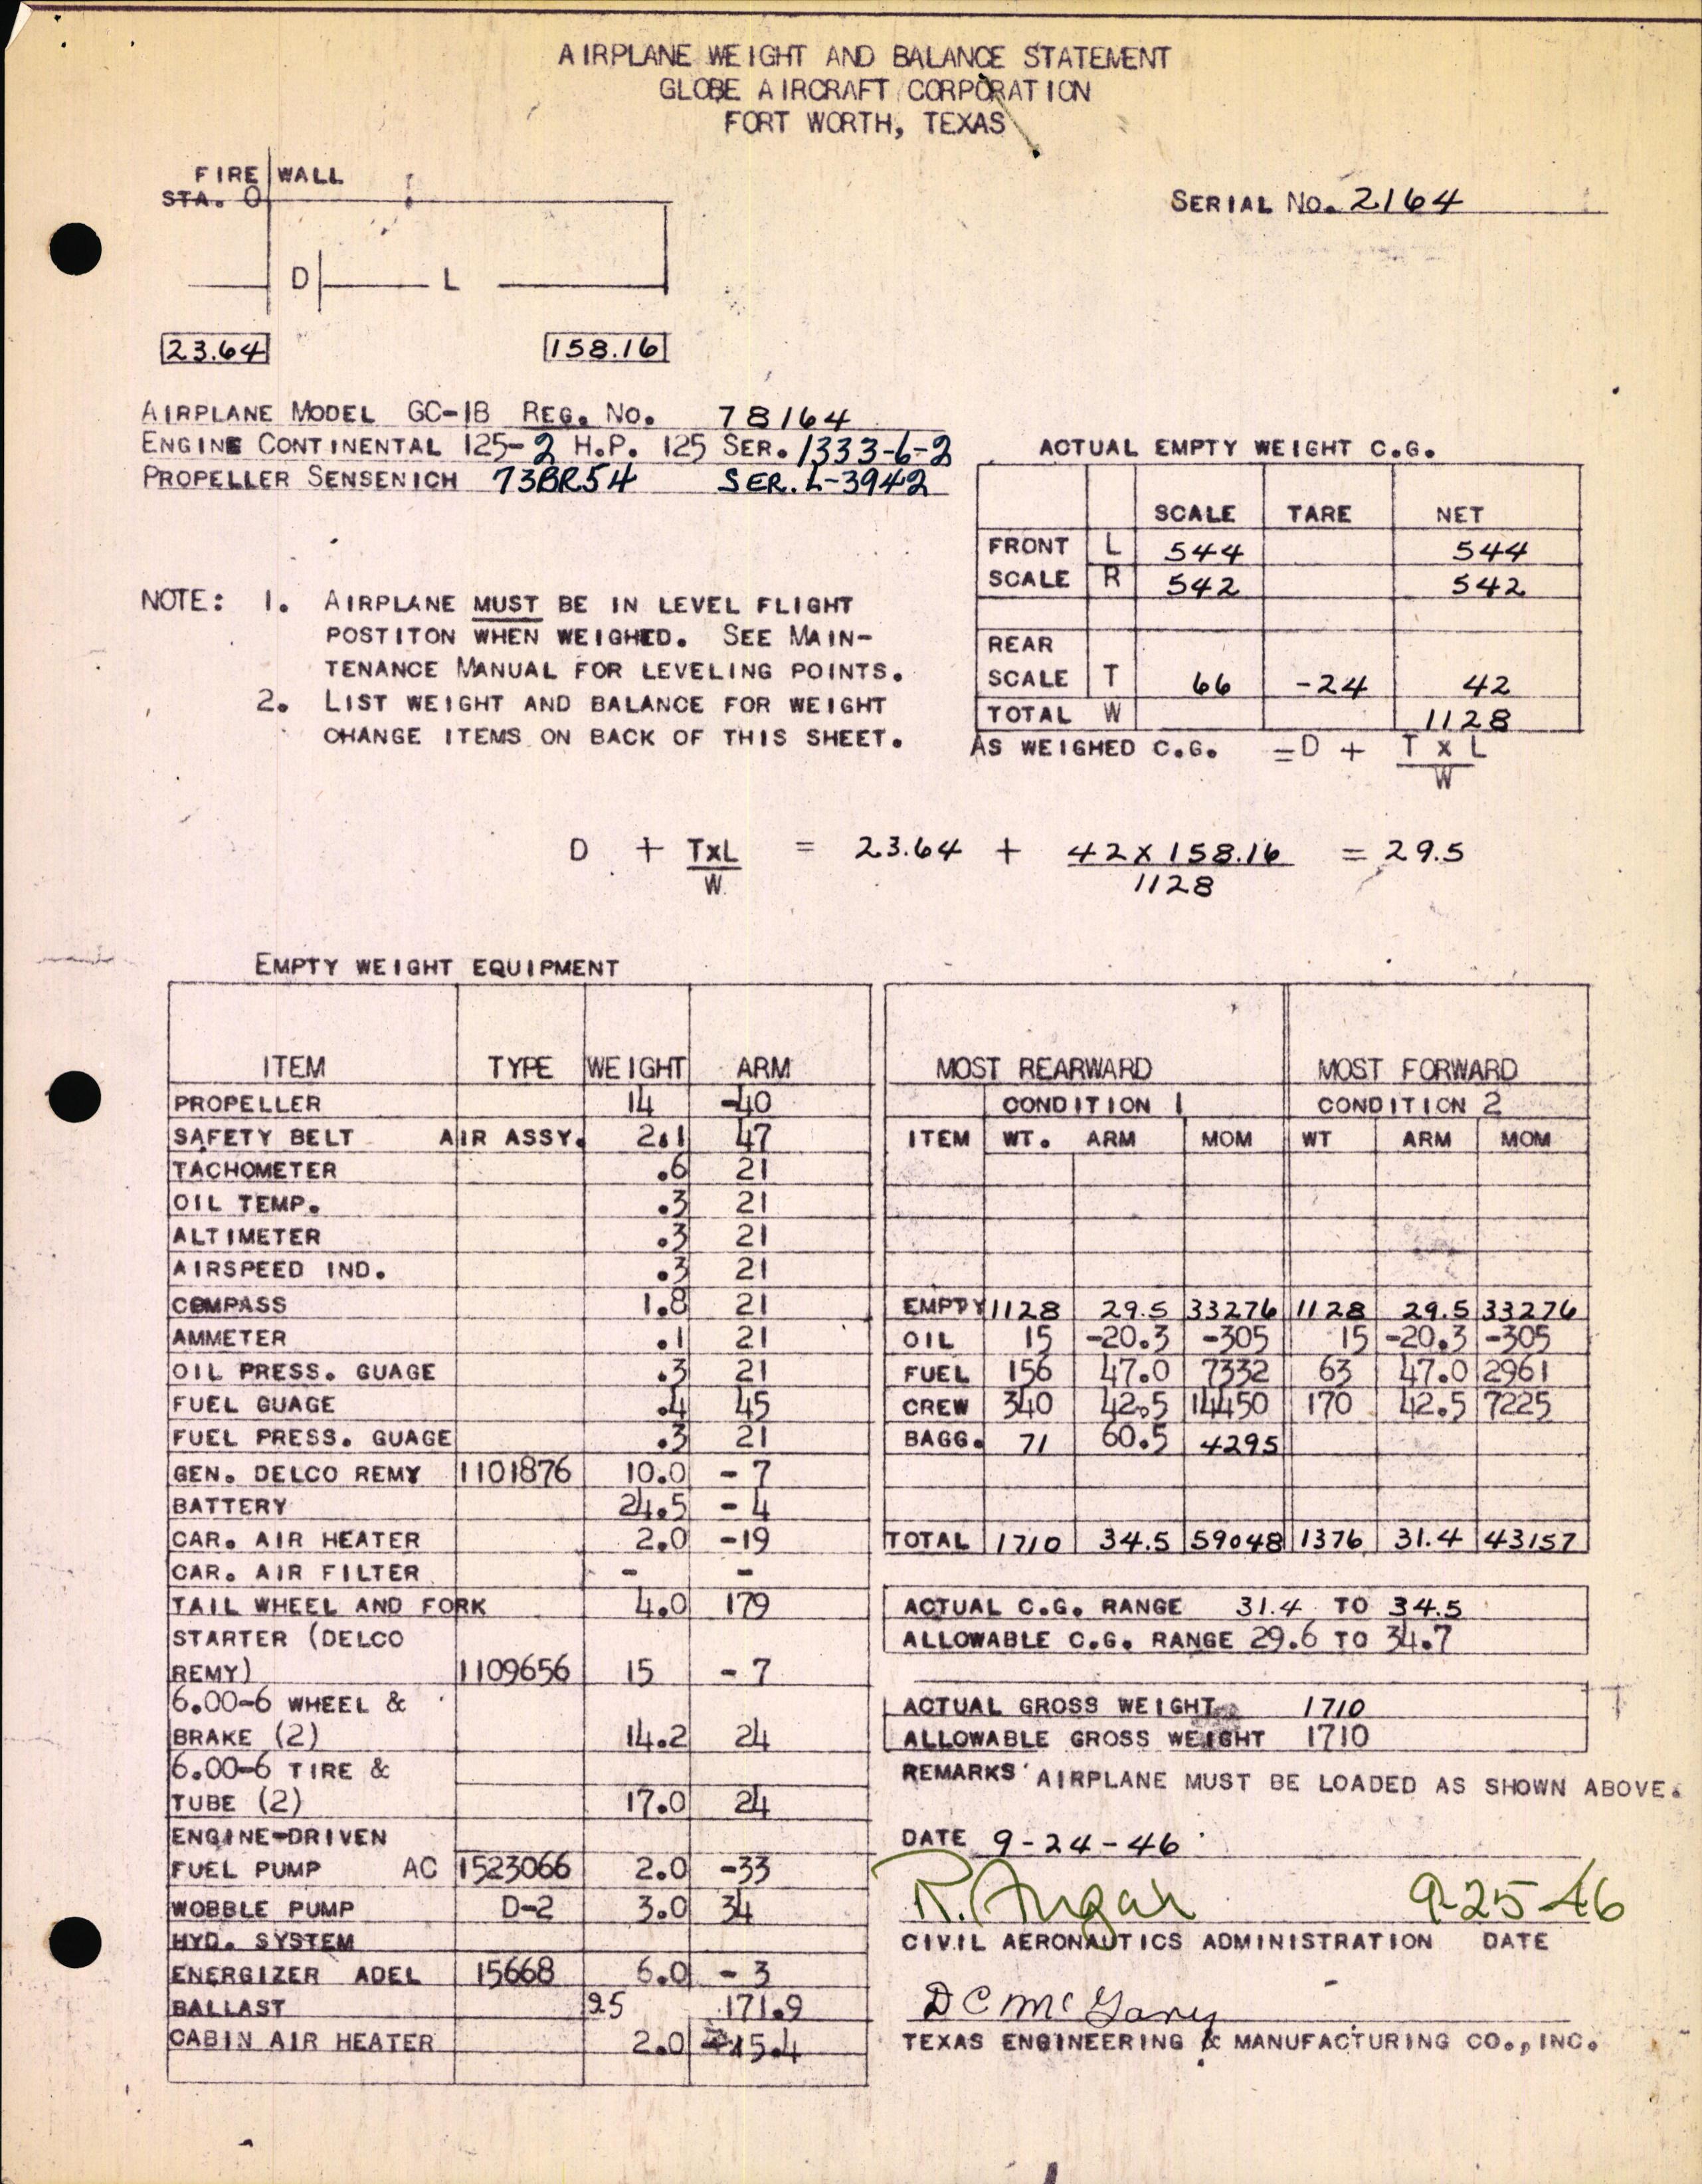 AIRPLANE WEIGHT AND BALANCE STATEMENT
GLOBE AIRCRAFT CORPORATION
FORT WORTH, TEXAS
FIRE WALL
STA. 0
SERIAL No. 2164
D L
23.64 158.16
AIRPLANE MODEL GC-1B REG. NO. 78164
ENGINE CONTINENTAL 125-2 H.P. 125 SER. 1333-6-2
PROPELLER SENSENICH 73BR54 SER. L-3942
ACTUAL EMPTY WEIGHT C.G.
SCALE TARE NET
FRONT L 544 544
SCALE R 542 542
REAR
SCALE T 66 -24 42
TOTAL W 1128
AS WEIGHED C.G. = D + T x L
W
NOTE: 1. AIRPLANE MUST BE IN LEVEL FLIGHT
POSTITON WHEN WEIGHED. SEE MAIN-
TENANCE MANUAL FOR LEVELING POINTS.
2. LIST WEIGHT AND BALANCE FOR WEIGHT
CHANGE ITEMS ON BACK OF THIS SHEET.
D + TxL = 23.64 + 42 x 158.16 = 29.5
W 1128
EMPTY WEIGHT EQUIPMENT
ITEM TYPE WEIGHT ARM
PROPELLER 14 -40
SAFETY BELT AIR ASSY. 2.1 47
TACHOMETER .6 21
OIL TEMP. .3 21
ALTIMETER .3 21
AIRSPEED IND. .3 21
COMPASS 1.8 21
AMMETER .1 21
OIL PRESS. GUAGE .3 21
FUEL GUAGE .4 45
FUEL PRESS. GUAGE .3 21
GEN. DELCO REMY 1101876 10.0 - 7
BATTERY 24.5 - 4
CAR. AIR HEATER 2.0 -19
CAR. AIR FILTER - -
TAIL WHEEL AND FORK 4.0 179
STARTER (DELCO
REMY) 1109656 15 - 7
6.00-6 WHEEL &
BRAKE (2) 14.2 24
6.00-6 TIRE &
TUBE (2) 17.0 24
ENGINE-DRIVEN
FUEL PUMP AC 1523066 2.0 -33
WOBBLE PUMP D-2 3.0 34
HYD. SYSTEM
ENERGIZER ADEL 15668 6.0 - 3
BALLAST 25 171.9
CABIN AIR HEATER 2.0 15.4
MOST REARWARD MOST FORWARD
CONDITION 1 CONDITION 2
ITEM WT. ARM MOM WT ARM MOM
EMPTY 1128 29.5 33276 1128 29.5 33276
OIL 15 -20.3 -305 15 -20.3 -305
FUEL 156 47.0 7332 63 47.0 2961
CREW 340 42.5 14450 170 42.5 7225
BAGG. 71 60.5 4295
TOTAL 1710 34.5 59048 1376 31.4 43157
ACTUAL C.G. RANGE 31.4 TO 34.5
ALLOWABLE C.G. RANGE 29.6 TO 34.7
ACTUAL GROSS WEIGHT 1710
ALLOWABLE GROSS WEIGHT 1710
REMARKS AIRPLANE MUST BE LOADED AS SHOWN ABOVE.
DATE 9-24-46
R. 9-25-46
CIVIL AERONAUTICS ADMINISTRATION DATE
D C McGary
TEXAS ENGINEERING & MANUFACTURING CO., INC.